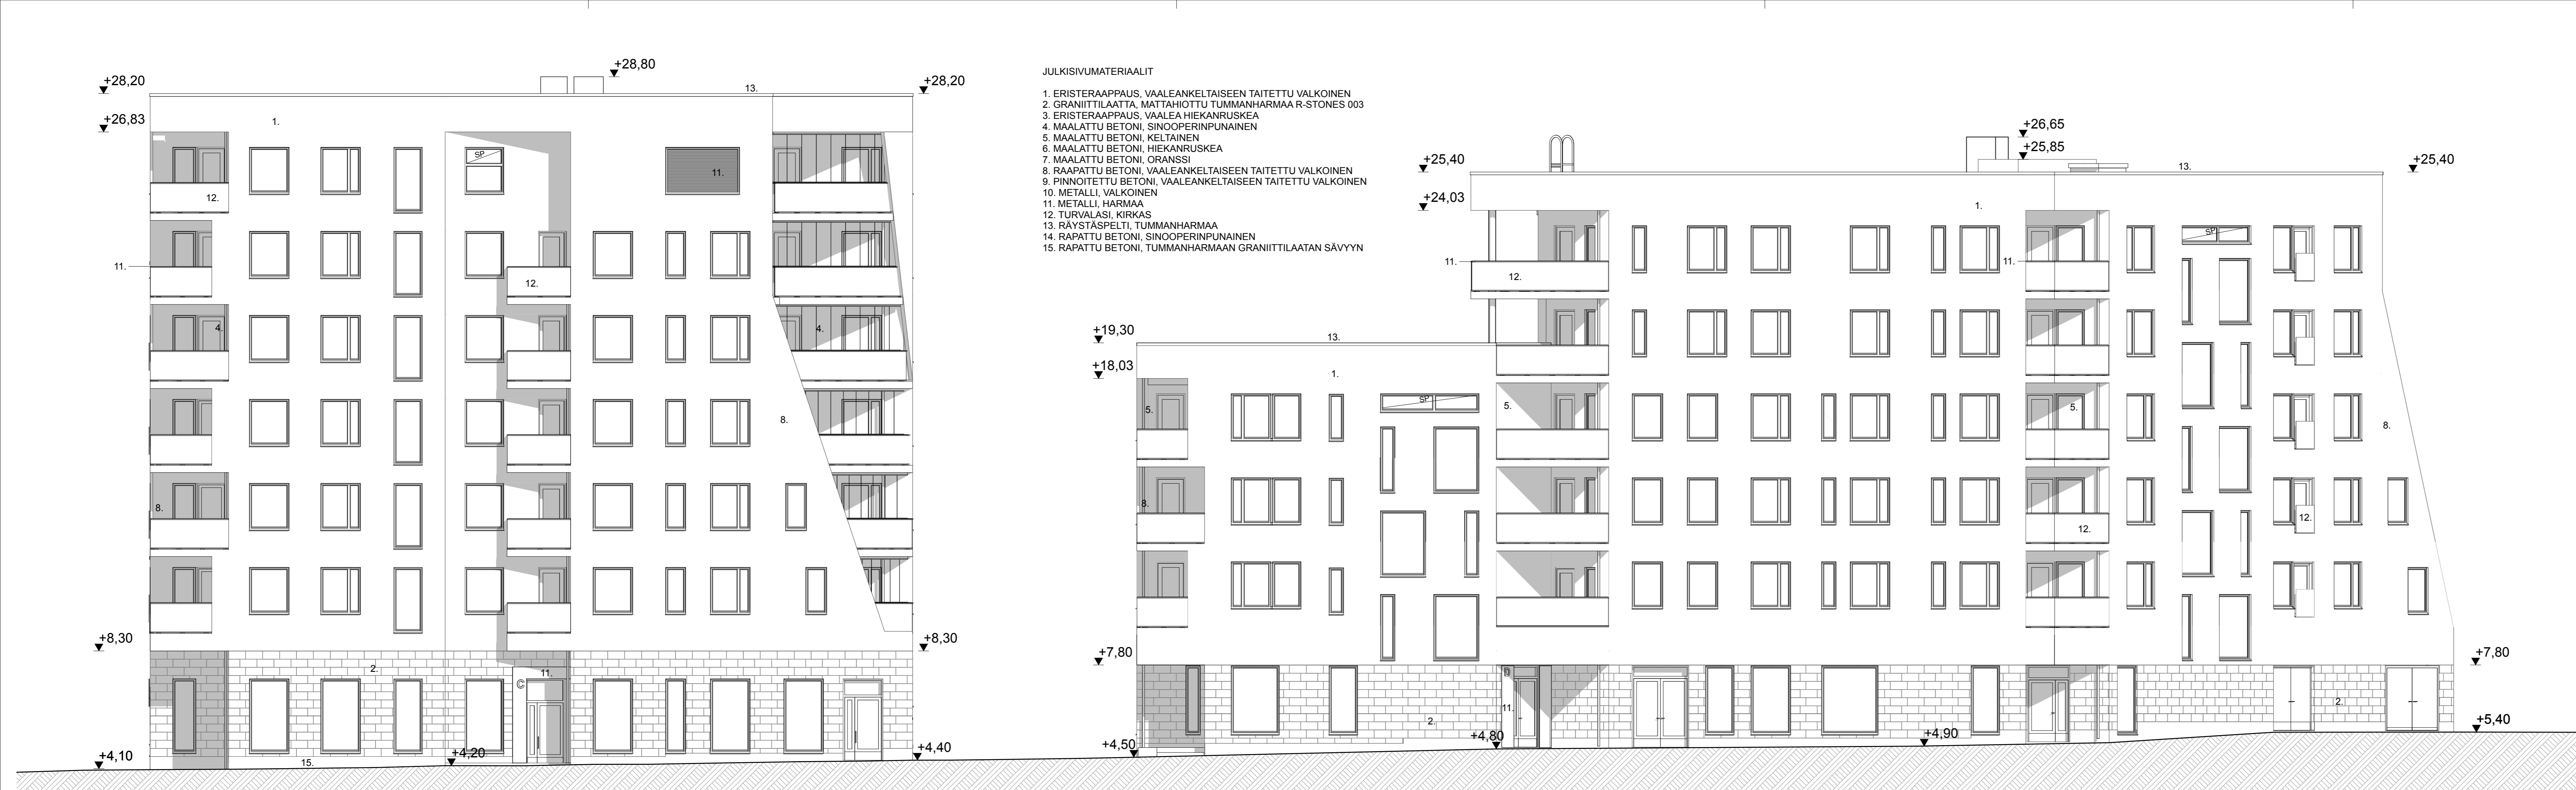 +28,80
+28,20
+28,20
13.
+26,83
1.
SP
11.
12.
11.
12.
4.
4.
8.
8.
+8,30
+8,30
2.
11.
C
+4,10
15.
+4,20
+4,40
JULKISIVUMATERIAALIT
1. ERISTERAAPPAUS, VAALEANKELTAISEEN TAITETTU VALKOINEN
2. GRANIITTILAATTA, MATTAHIOTTU TUMMANHARMAA R-STONES 003
3. ERISTERAAPPAUS, VAALEA HIEKANRUSKEA
4. MAALATTU BETONI, SINOOPERINPUNAINEN
5. MAALATTU BETONI, KELTAINEN
6. MAALATTU BETONI, HIEKANRUSKEA
7. MAALATTU BETONI, ORANSSI
8. RAAPATTU BETONI, VAALEANKELTAISEEN TAITETTU VALKOINEN
9. PINNOITETTU BETONI, VAALEANKELTAISEEN TAITETTU VALKOINEN
10. METALLI, VALKOINEN
11. METALLI, HARMAA
12. TURVALASI, KIRKAS
13. RÄYSTÄSPELTI, TUMMANHARMAA
14. RAPATTU BETONI, SINOOPERINPUNAINEN
15. RAPATTU BETONI, TUMMANHARMAAN GRANIITTILAATAN SÄVYYN
+26,65
+25,85
+25,40
+25,40
13.
+24,03
1.
SP
11.
12.
11.
+19,30
13.
+18,03
1.
SP
5.
5.
5.
8.
8.
12.
12.
+7,80
+7,80
D
11.
2.
2.
+4,50
+4,80
+4,90
+5,40